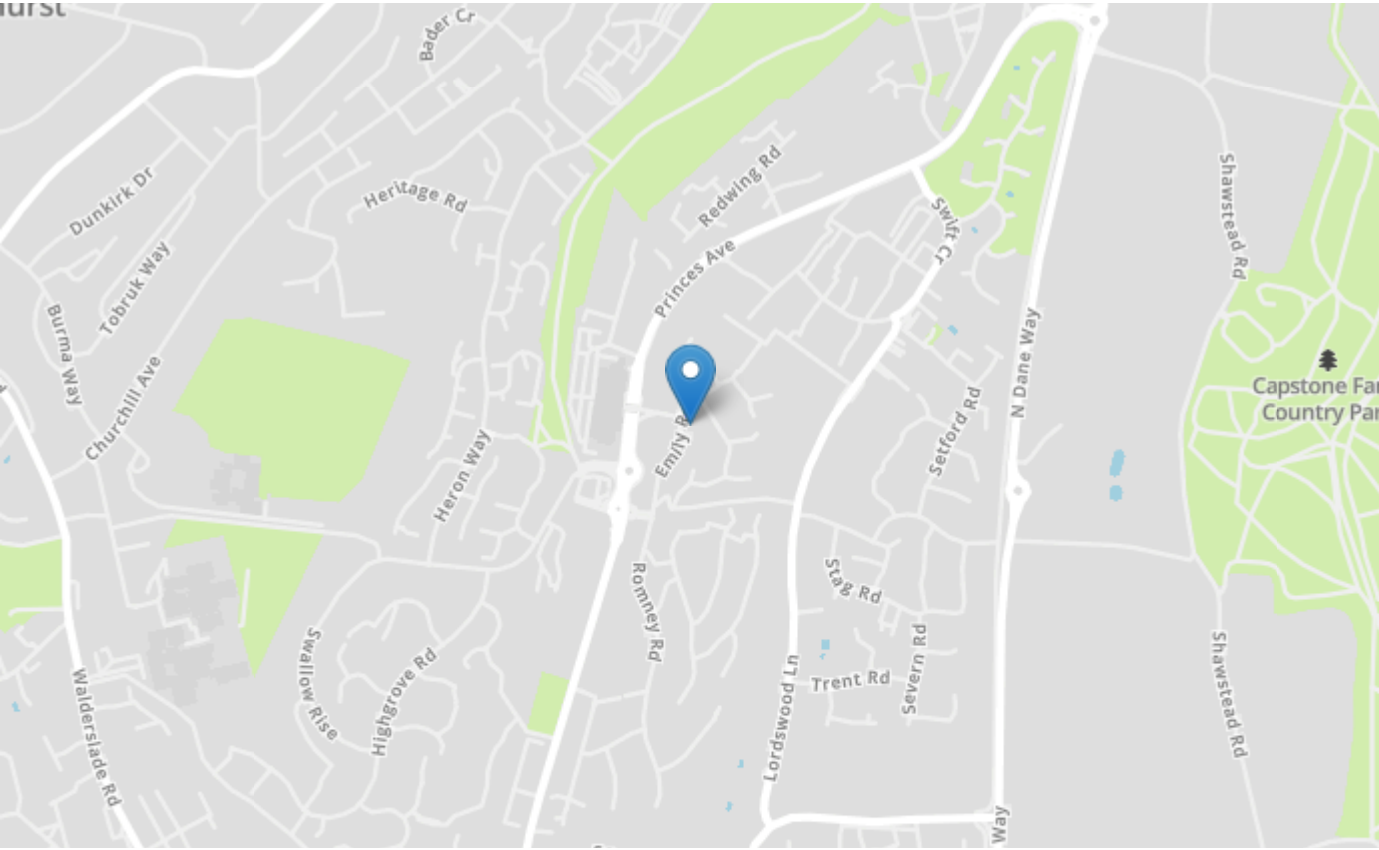 urst
Bader Cr
Dunkirk Dr
Heritage Rd
Redwing Rd
Shawstead Rd
Swift Cr
Tobruk Way
Princes Ave
Burma Way
N Dane Way
Churchill Ave
Capstone Far
Country Par
Setford Rd
Emily R
Heron Way
Stag Rd
Romney Rd
Swallow Rise
Highgrove Rd
Severn Rd
Trent Rd
Shawstead Rd
Walderslade Rd
Lordswood Ln
Way